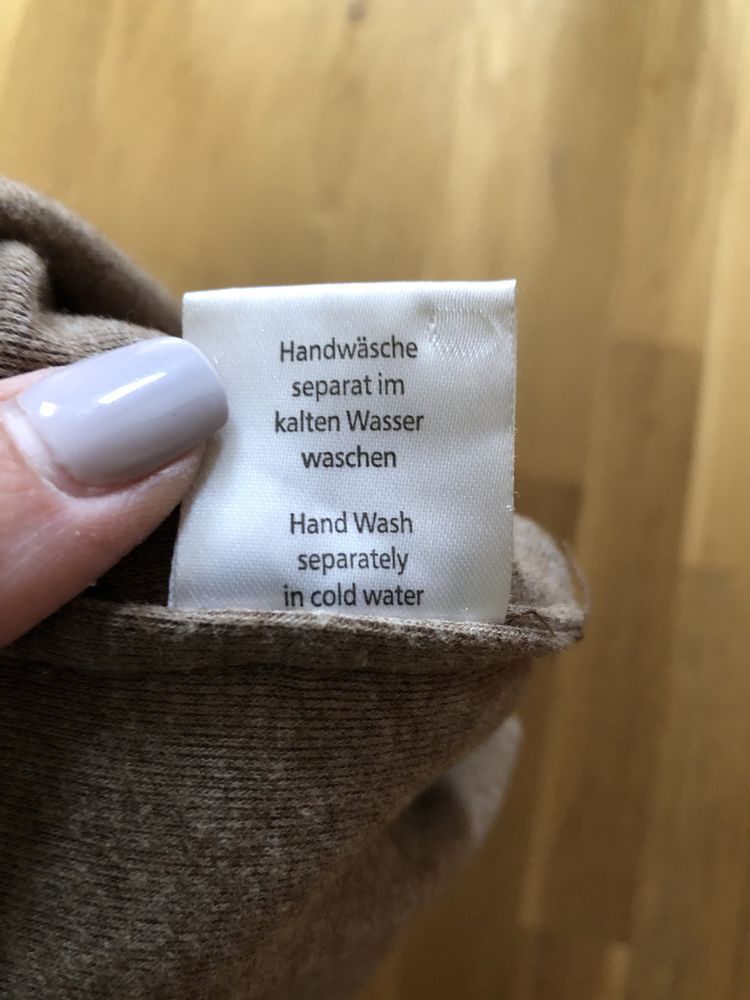 Handwäsche
separat im
kalten Wasser
waschen
Hand Wash
separately
in cold water